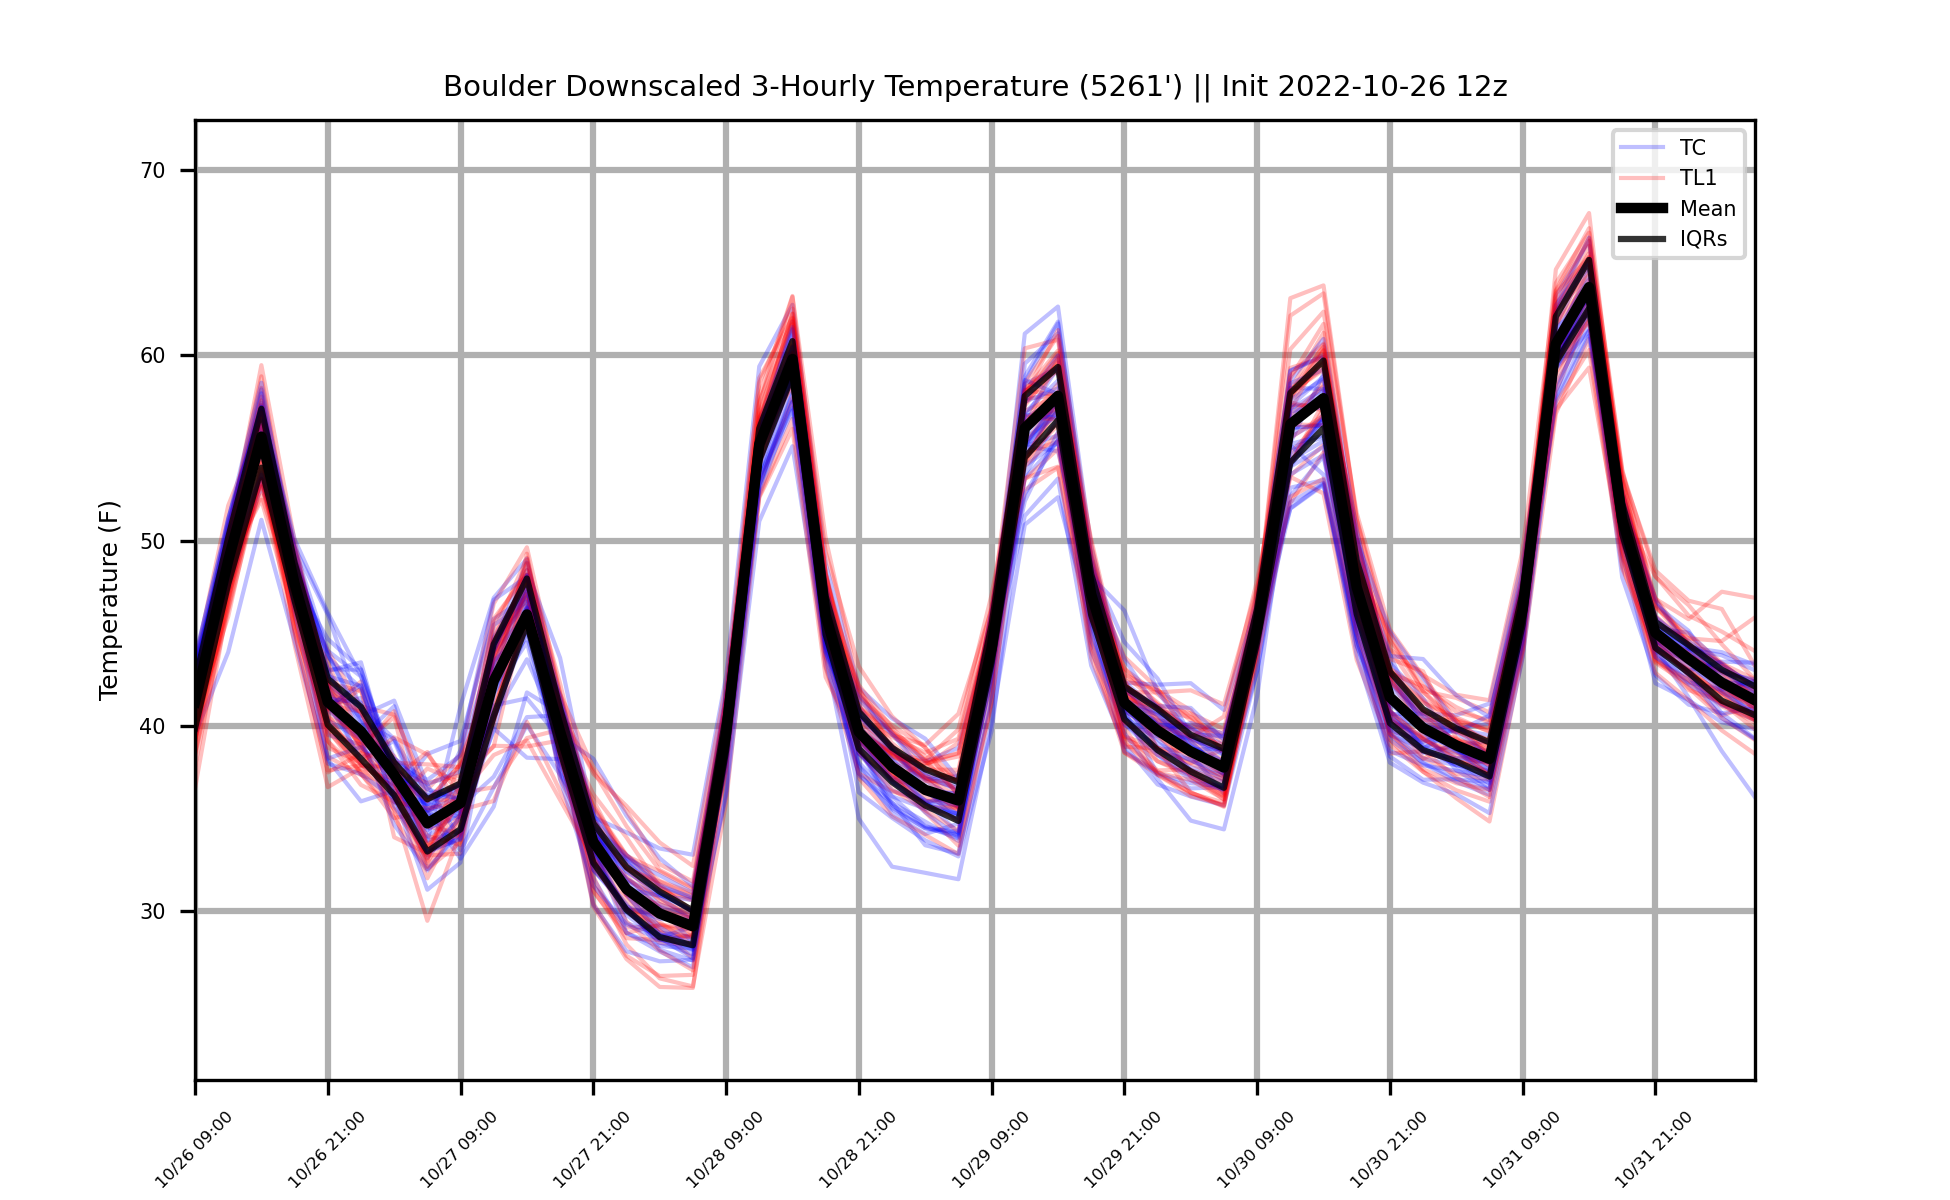 Boulder Downscaled 3-Hourly Temperature (5261') || Init 2022-10-26 12z
TC
TL1
Mean
IQRs
Temperature (F)
70
60
50
40
30
10/26 09:00
10/26 21:00
10/27 09:00
10/27 21:00
10/28 09:00
10/28 21:00
10/29 09:00
10/29 21:00
10/30 09:00
10/30 21:00
10/31 09:00
10/31 21:00